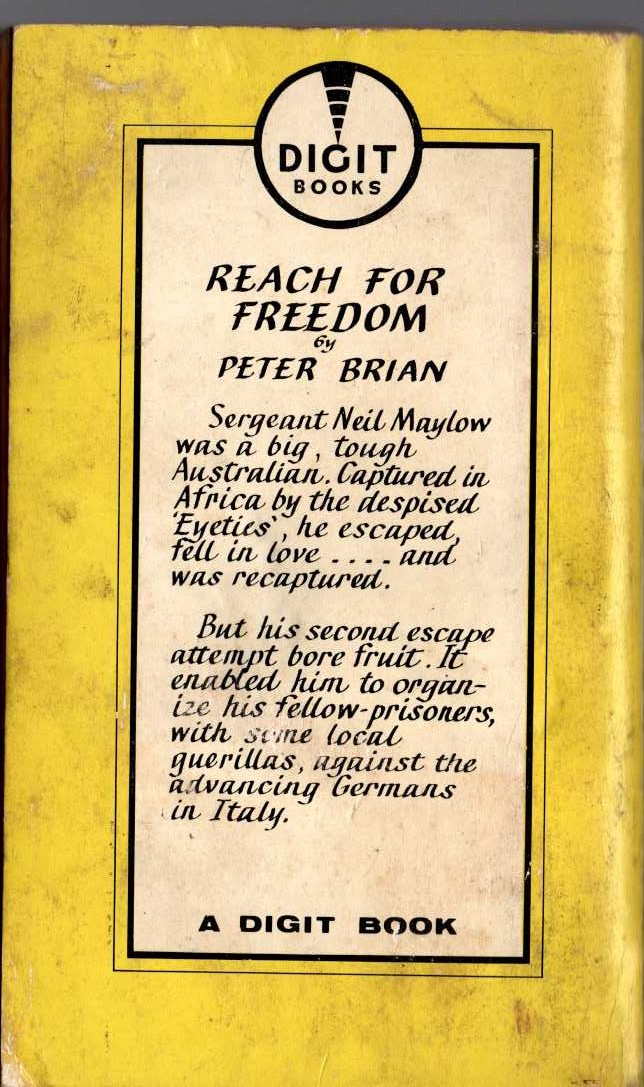 DIGIT
BOOKS
REACH FOR
FREEDOM
by
PETER BRIAN
Sergeant Neil Maylow
was a big, tough
Australian. Captured in
Africa by the despised
'Eyeties', he escaped,
fell in love .... and
was recaptured.
But his second escape
attempt bore fruit. It
enabled him to organ-
ize his fellow-prisoners,
with some local
guerillas, against the
advancing Germans
in Italy.
A DIGIT BOOK